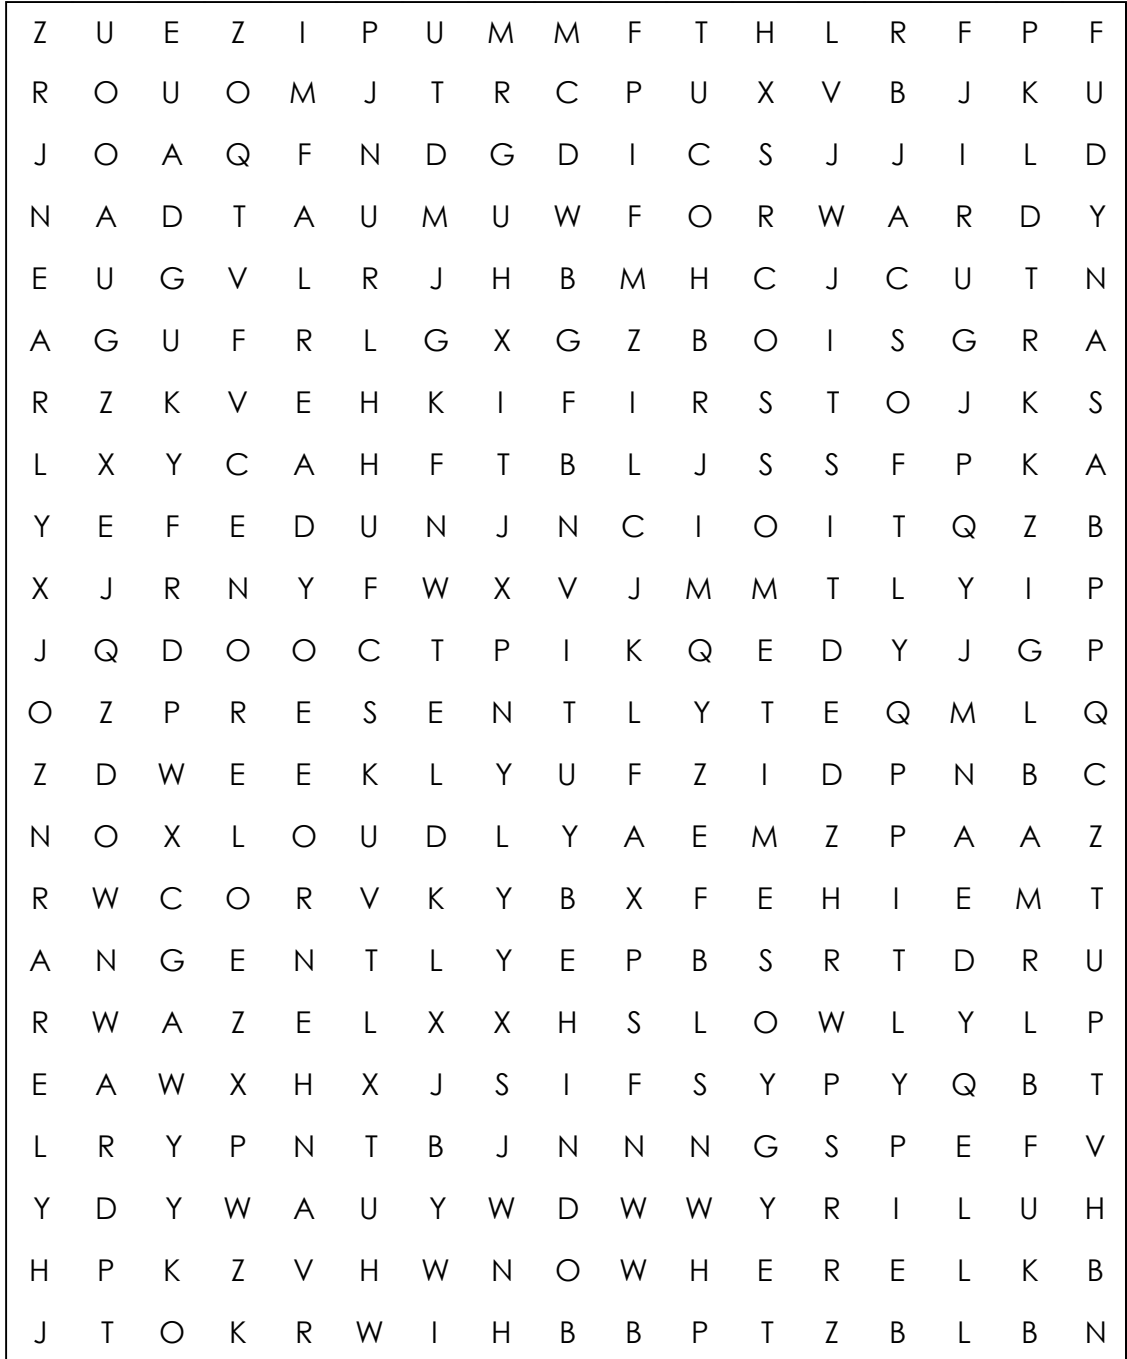 Z U E Z I P U M M F T H L R F P F
R O U O M J T R C P U X V B J K U
J O A Q F N D G D I C S J J I L D
N A D T A U M U W F O R W A R D Y
E U G V L R J H B M H C J C U T N
A G U F R L G X G Z B O I S G R A
R Z K V E H K I F I R S T O J K S
L X Y C A H F T B L J S S F P K A
Y E F E D U N J N C I O I T Q Z B
X J R N Y F W X V J M M T L Y I P
J Q D O O C T P I K Q E D Y J G P
O Z P R E S E N T L Y T E Q M L Q
Z D W E E K L Y U F Z I D P N B C
N O X L O U D L Y A E M Z P A A Z
R W C O R V K Y B X F E H I E M T
A N G E N T L Y E P B S R T D R U
R W A Z E L X X H S L O W L Y L P
E A W X H X J S I F S Y P Y Q B T
L R Y P N T B J N N N G S P E F V
Y D Y W A U Y W D W W Y R I L U H
H P K Z V H W N O W H E R E L K B
J T O K R W I H B B P T Z B L B N